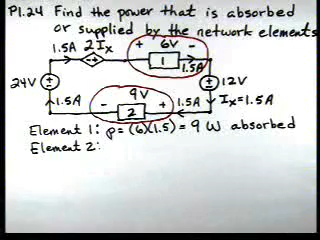 P1.24 Find the power that is absorbed
or supplied by the network elements
1.5A 2Ix + 6V -
- +
1
1.5A
24V + - + - 12V
9V
1.5A - 2 + 1.5A Ix = 1.5A
Element 1: p = (6)(1.5) = 9 W absorbed
Element 2: